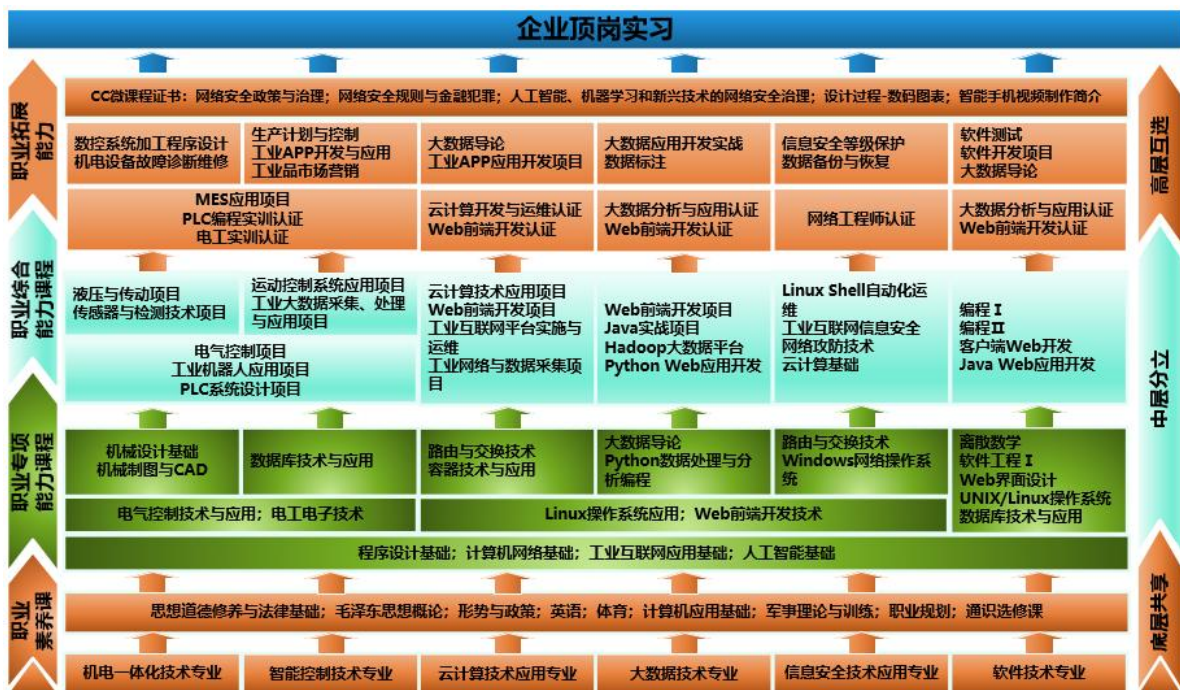 企业顶岗实习
职业拓展
能力
CC微课程证书：网络安全政策与治理；网络安全规则与金融犯罪；人工智能、机器学习和新兴技术的网络安全治理；设计过程-数码图表；智能手机视频制作简介
数控系统加工程序设计
机电设备故障诊断维修
生产计划与控制
工业APP开发与应用
工业品市场营销
大数据导论
工业APP应用开发项目
大数据应用开发实战
数据标注
信息安全等级保护
数据备份与恢复
软件测试
软件开发项目
大数据导论
高层互选
MES应用项目
PLC编程实训认证
电工实训认证
云计算开发与运维认证
Web前端开发认证
大数据分析与应用认证
Web前端开发认证
网络工程师认证
大数据分析与应用认证
Web前端开发认证
职业综合
能力课程
液压与传动项目
传感器与检测技术项目
运动控制系统应用项目
工业大数据采集、处理
与应用项目
电气控制项目
工业机器人应用项目
PLC系统设计项目
云计算技术应用项目
Web前端开发项目
工业互联网平台实施与
运维
工业网络与数据采集项
目
Web前端开发项目
Java实战项目
Hadoop大数据平台
Python Web应用开发
Linux Shell自动化运
维
工业互联网信息安全
网络攻防技术
云计算基础
编程Ⅰ
编程Ⅱ
客户端Web开发
Java Web应用开发
中层分立
职业专项
能力课程
机械设计基础
机械制图与CAD
数据库技术与应用
路由与交换技术
容器技术与应用
大数据导论
Python数据处理与分
析编程
路由与交换技术
Windows网络操作系
统
离散数学
软件工程Ⅰ
Web界面设计
UNIX/Linux操作系统
数据库技术与应用
电气控制技术与应用；电工电子技术
Linux操作系统应用；Web前端开发技术
程序设计基础；计算机网络基础；工业互联网应用基础；人工智能基础
职业
素养课
思想道德修养与法律基础；毛泽东思想概论；形势与政策；英语；体育；计算机应用基础；军事理论与训练；职业规划；通识选修课
底层共享
机电一体化技术专业
智能控制技术专业
云计算技术应用专业
大数据技术专业
信息安全技术应用专业
软件技术专业